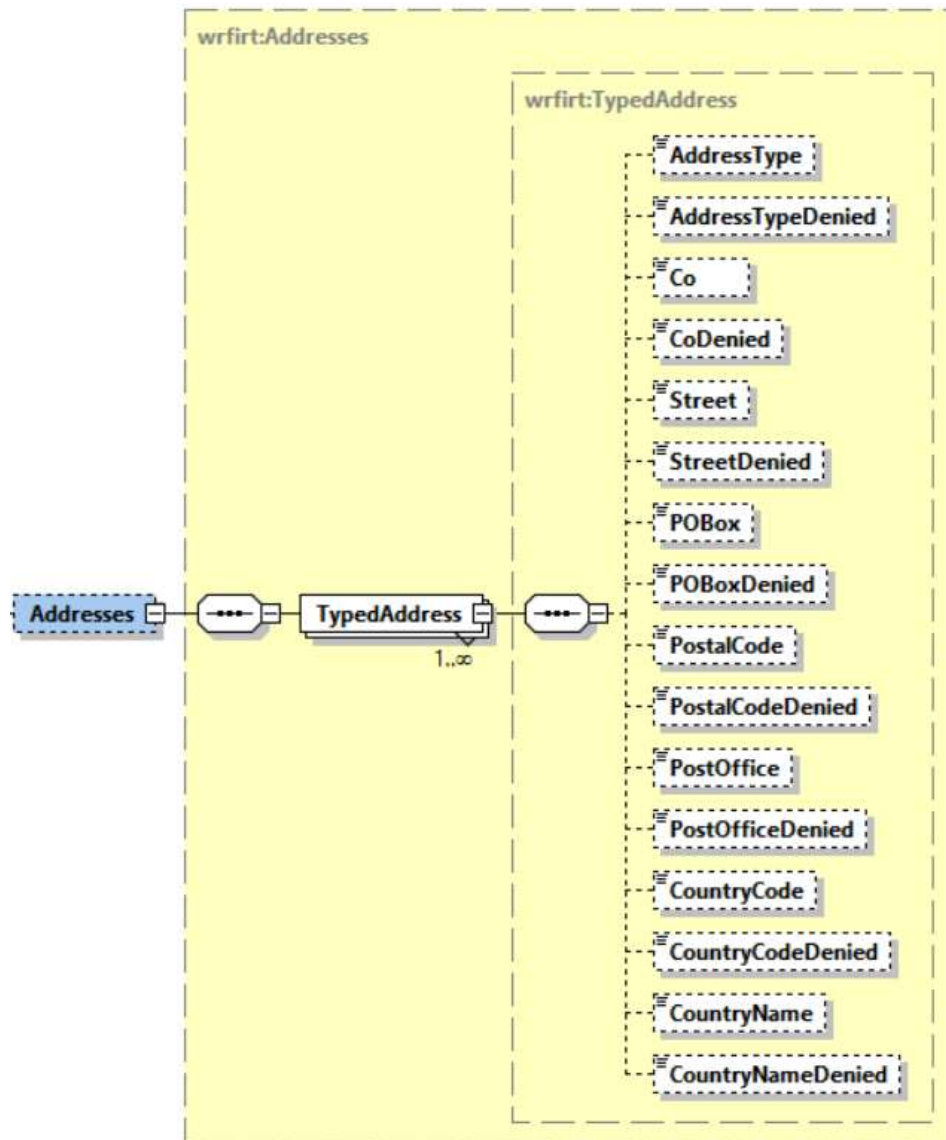 wrfirt:Addresses
wrfirt:TypedAddress
AddressType
AddressTypeDenied
Co
CoDenied
Street
StreetDenied
POBox
POBoxDenied
Addresses
TypedAddress
1..∞
PostalCode
PostalCodeDenied
PostOffice
PostOfficeDenied
CountryCode
CountryCodeDenied
CountryName
CountryNameDenied